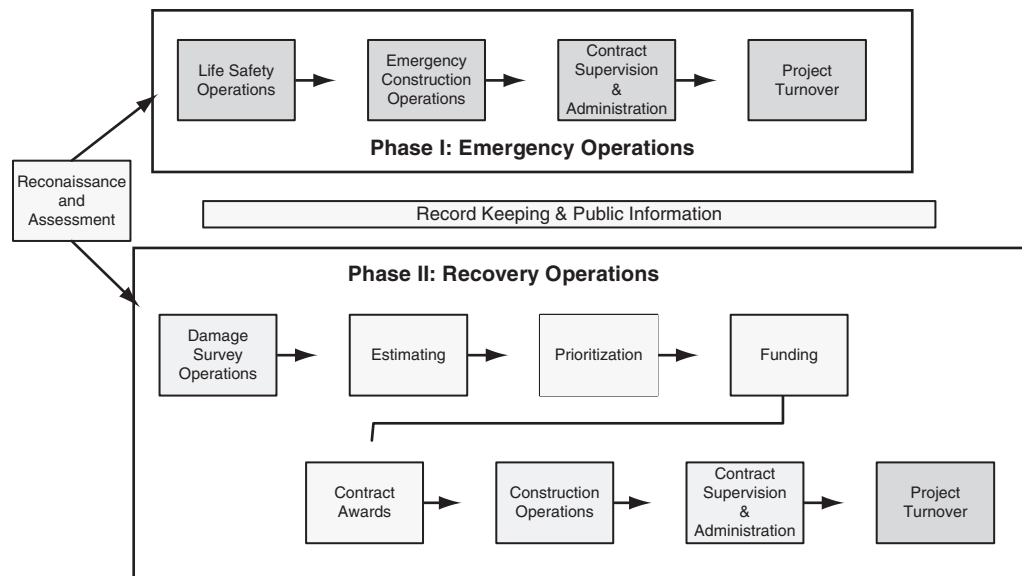 Life Safety
Operations
Emergency
Construction
Operations
Contract
Supervision
&
Administration
Project
Turnover
Phase I: Emergency Operations
Reconaissance
and
Assessment
Record Keeping & Public Information
Phase II: Recovery Operations
Damage
Survey
Operations
Estimating
Prioritization
Funding
Contract
Awards
Construction
Operations
Contract
Supervision
&
Administration
Project
Turnover